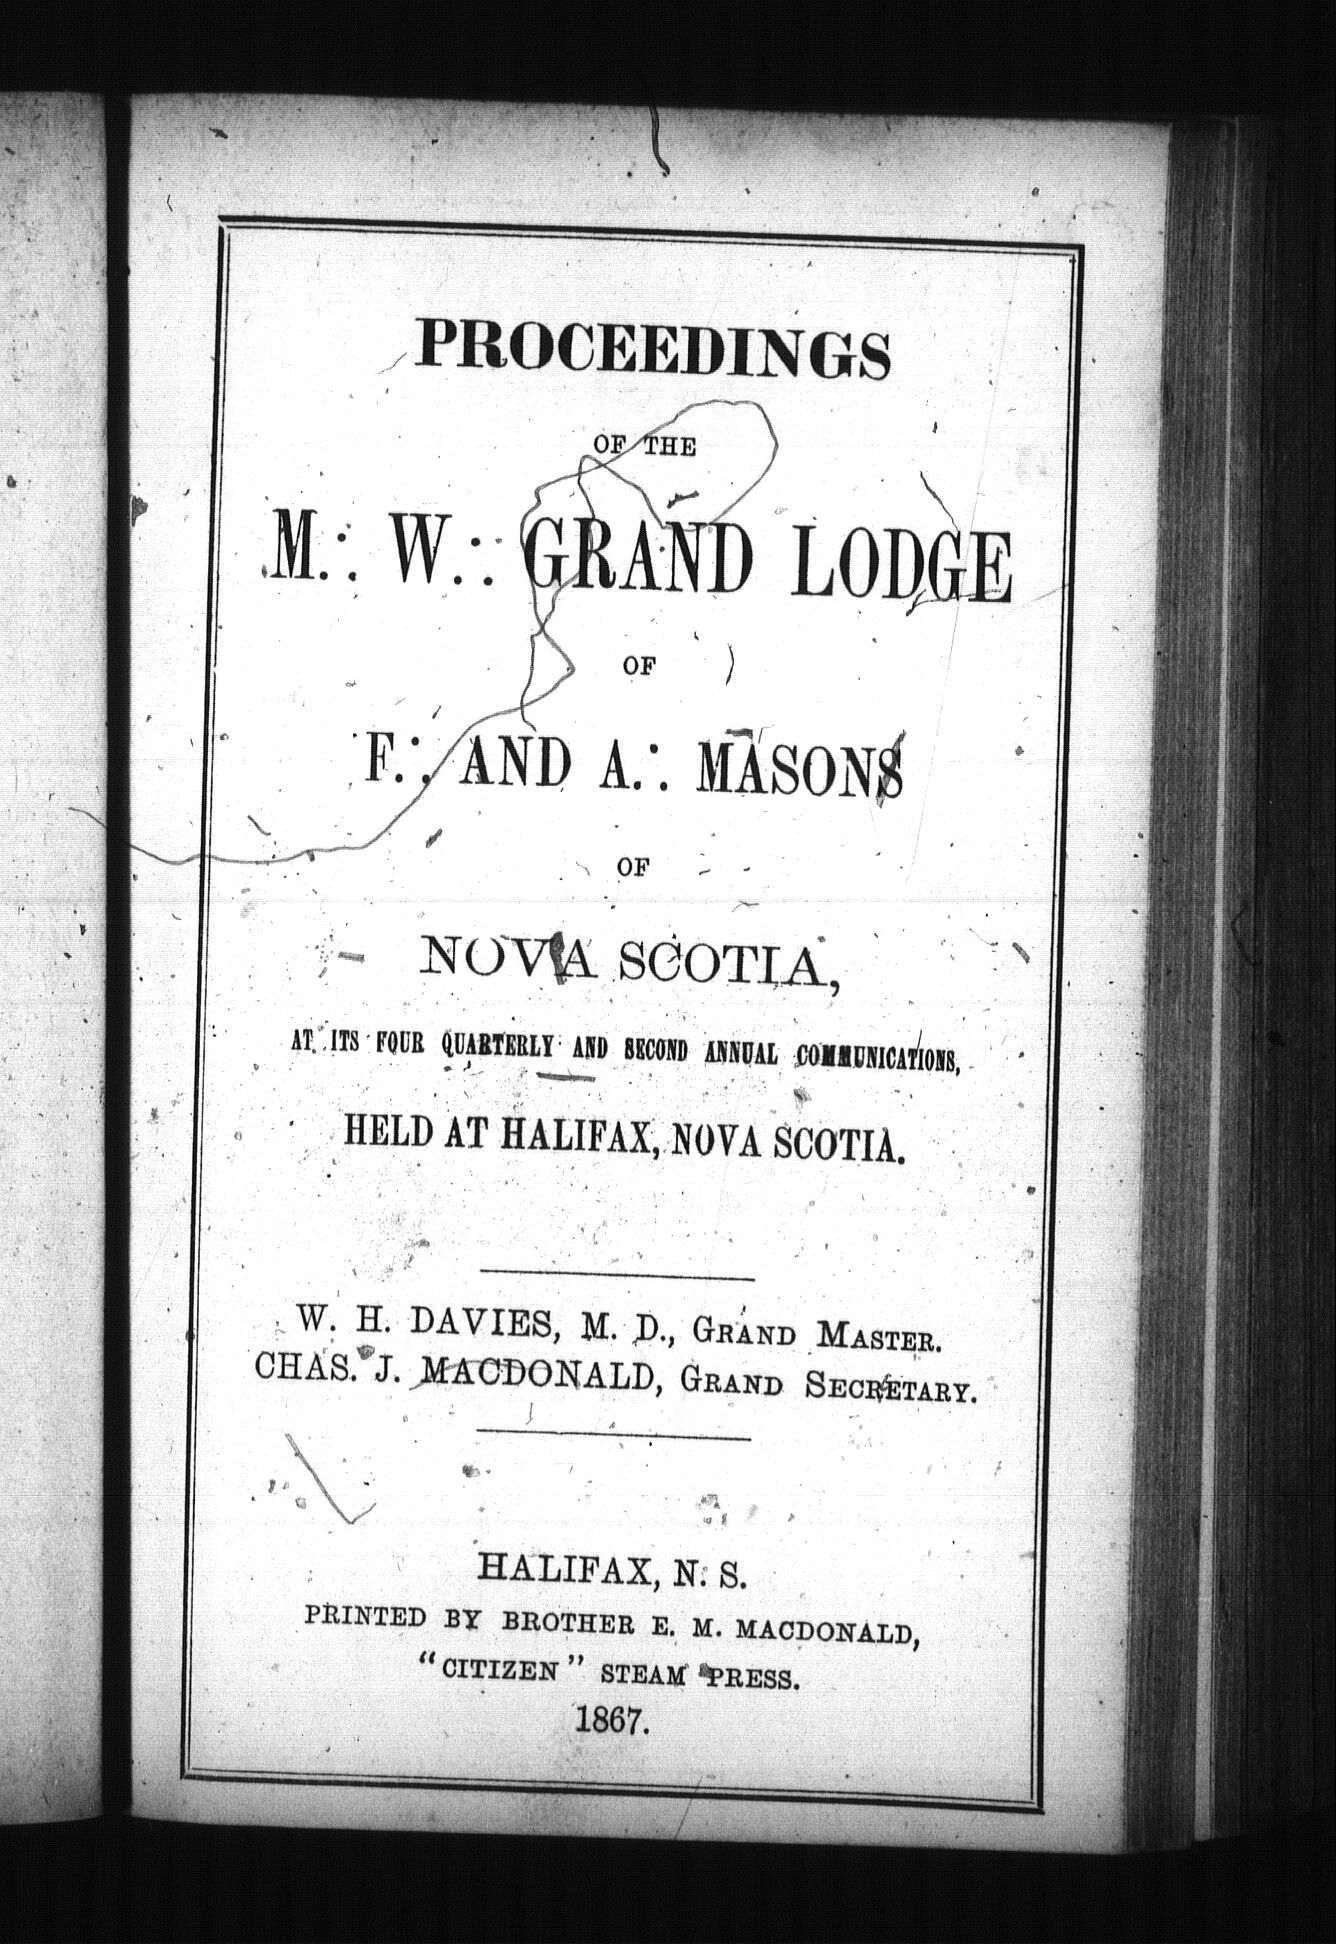 PROCEEDINGS
OF THE
M.∴ W.∴ GRAND LODGE
OF
F.∴ AND A.∴ MASONS
OF
NOVA SCOTIA,
AT ITS FOUR QUARTERLY AND SECOND ANNUAL COMMUNICATIONS,
HELD AT HALIFAX, NOVA SCOTIA.
W. H. DAVIES, M. D., GRAND MASTER.
CHAS. J. MACDONALD, GRAND SECRETARY.
HALIFAX, N. S.
PRINTED BY BROTHER E. M. MACDONALD,
"CITIZEN" STEAM PRESS.
1867.